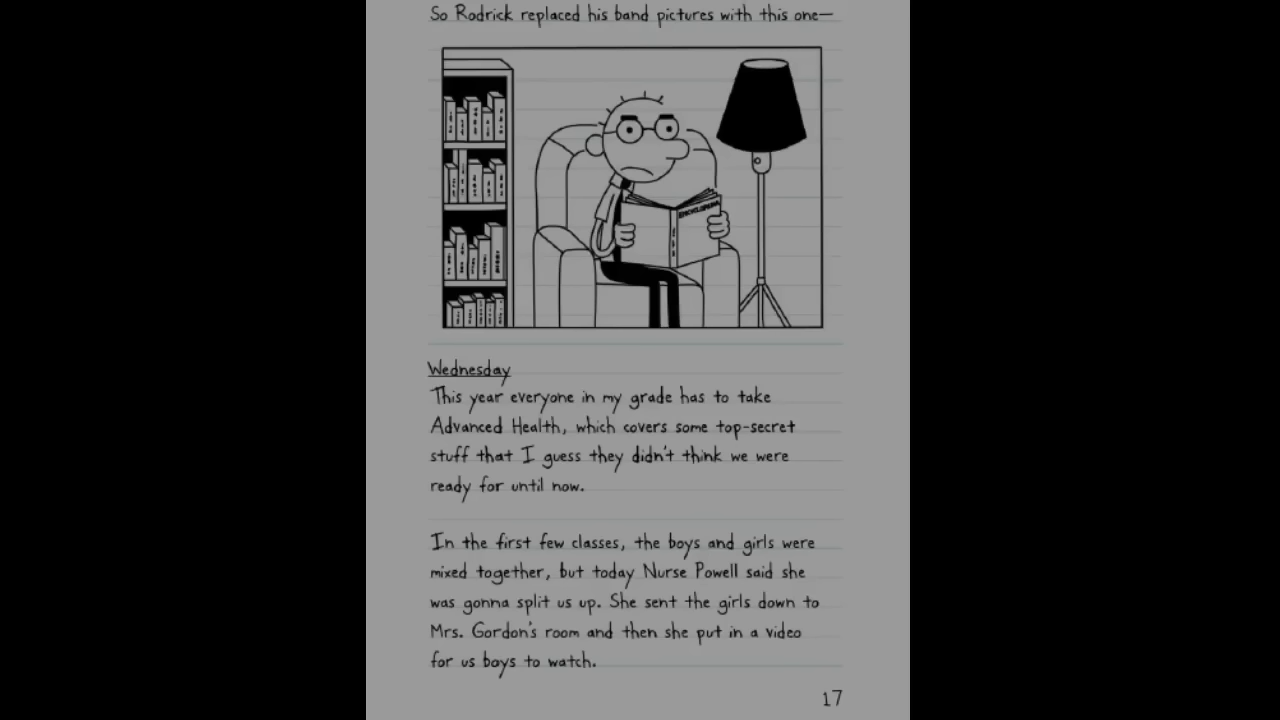 So Rodrick replaced his band pictures with this one—
ENCYCLOPEDIA
Wednesday
This year everyone in my grade has to take
Advanced Health, which covers some top-secret
stuff that I guess they didn't think we were
ready for until now.
In the first few classes, the boys and girls were
mixed together, but today Nurse Powell said she
was gonna split us up. She sent the girls down to
Mrs. Gordon's room and then she put in a video
for us boys to watch.
17